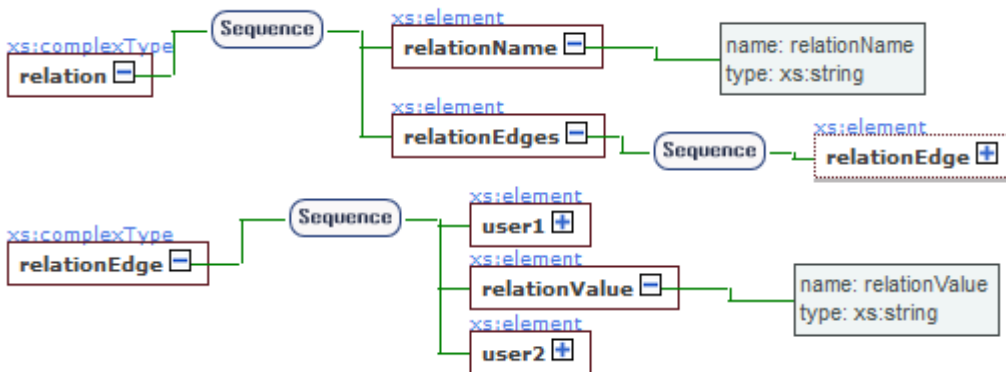 xs:complexType
relation
Sequence
xs:element
relationName
name: relationName
type: xs:string
xs:element
relationEdges
Sequence
xs:element
relationEdge
xs:complexType
relationEdge
Sequence
xs:element
user1
xs:element
relationValue
name: relationValue
type: xs:string
xs:element
user2